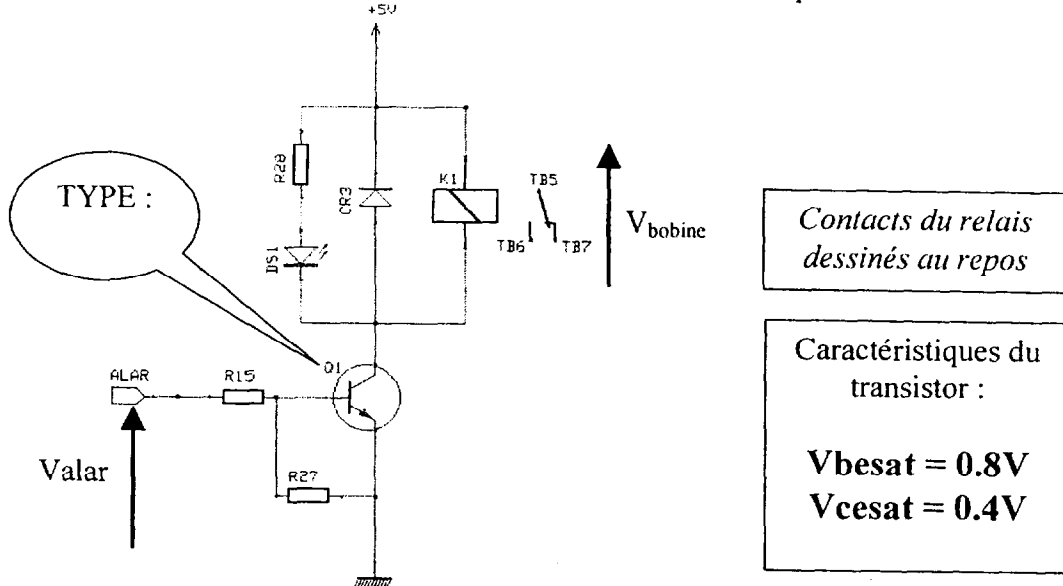 +5V
TYPE :
R28
CR3
K1
TB5
DS1
TB6
TB7
Vbobine
Contacts du relais
dessinés au repos
Q1
ALAR
R15
Valar
R27
Caractéristiques du
transistor :
Vbesat = 0.8V
Vcesat = 0.4V